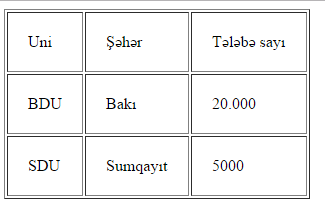 Uni Şəhər Tələbə sayı
BDU Bakı 20.000
SDU Sumqayıt 5000